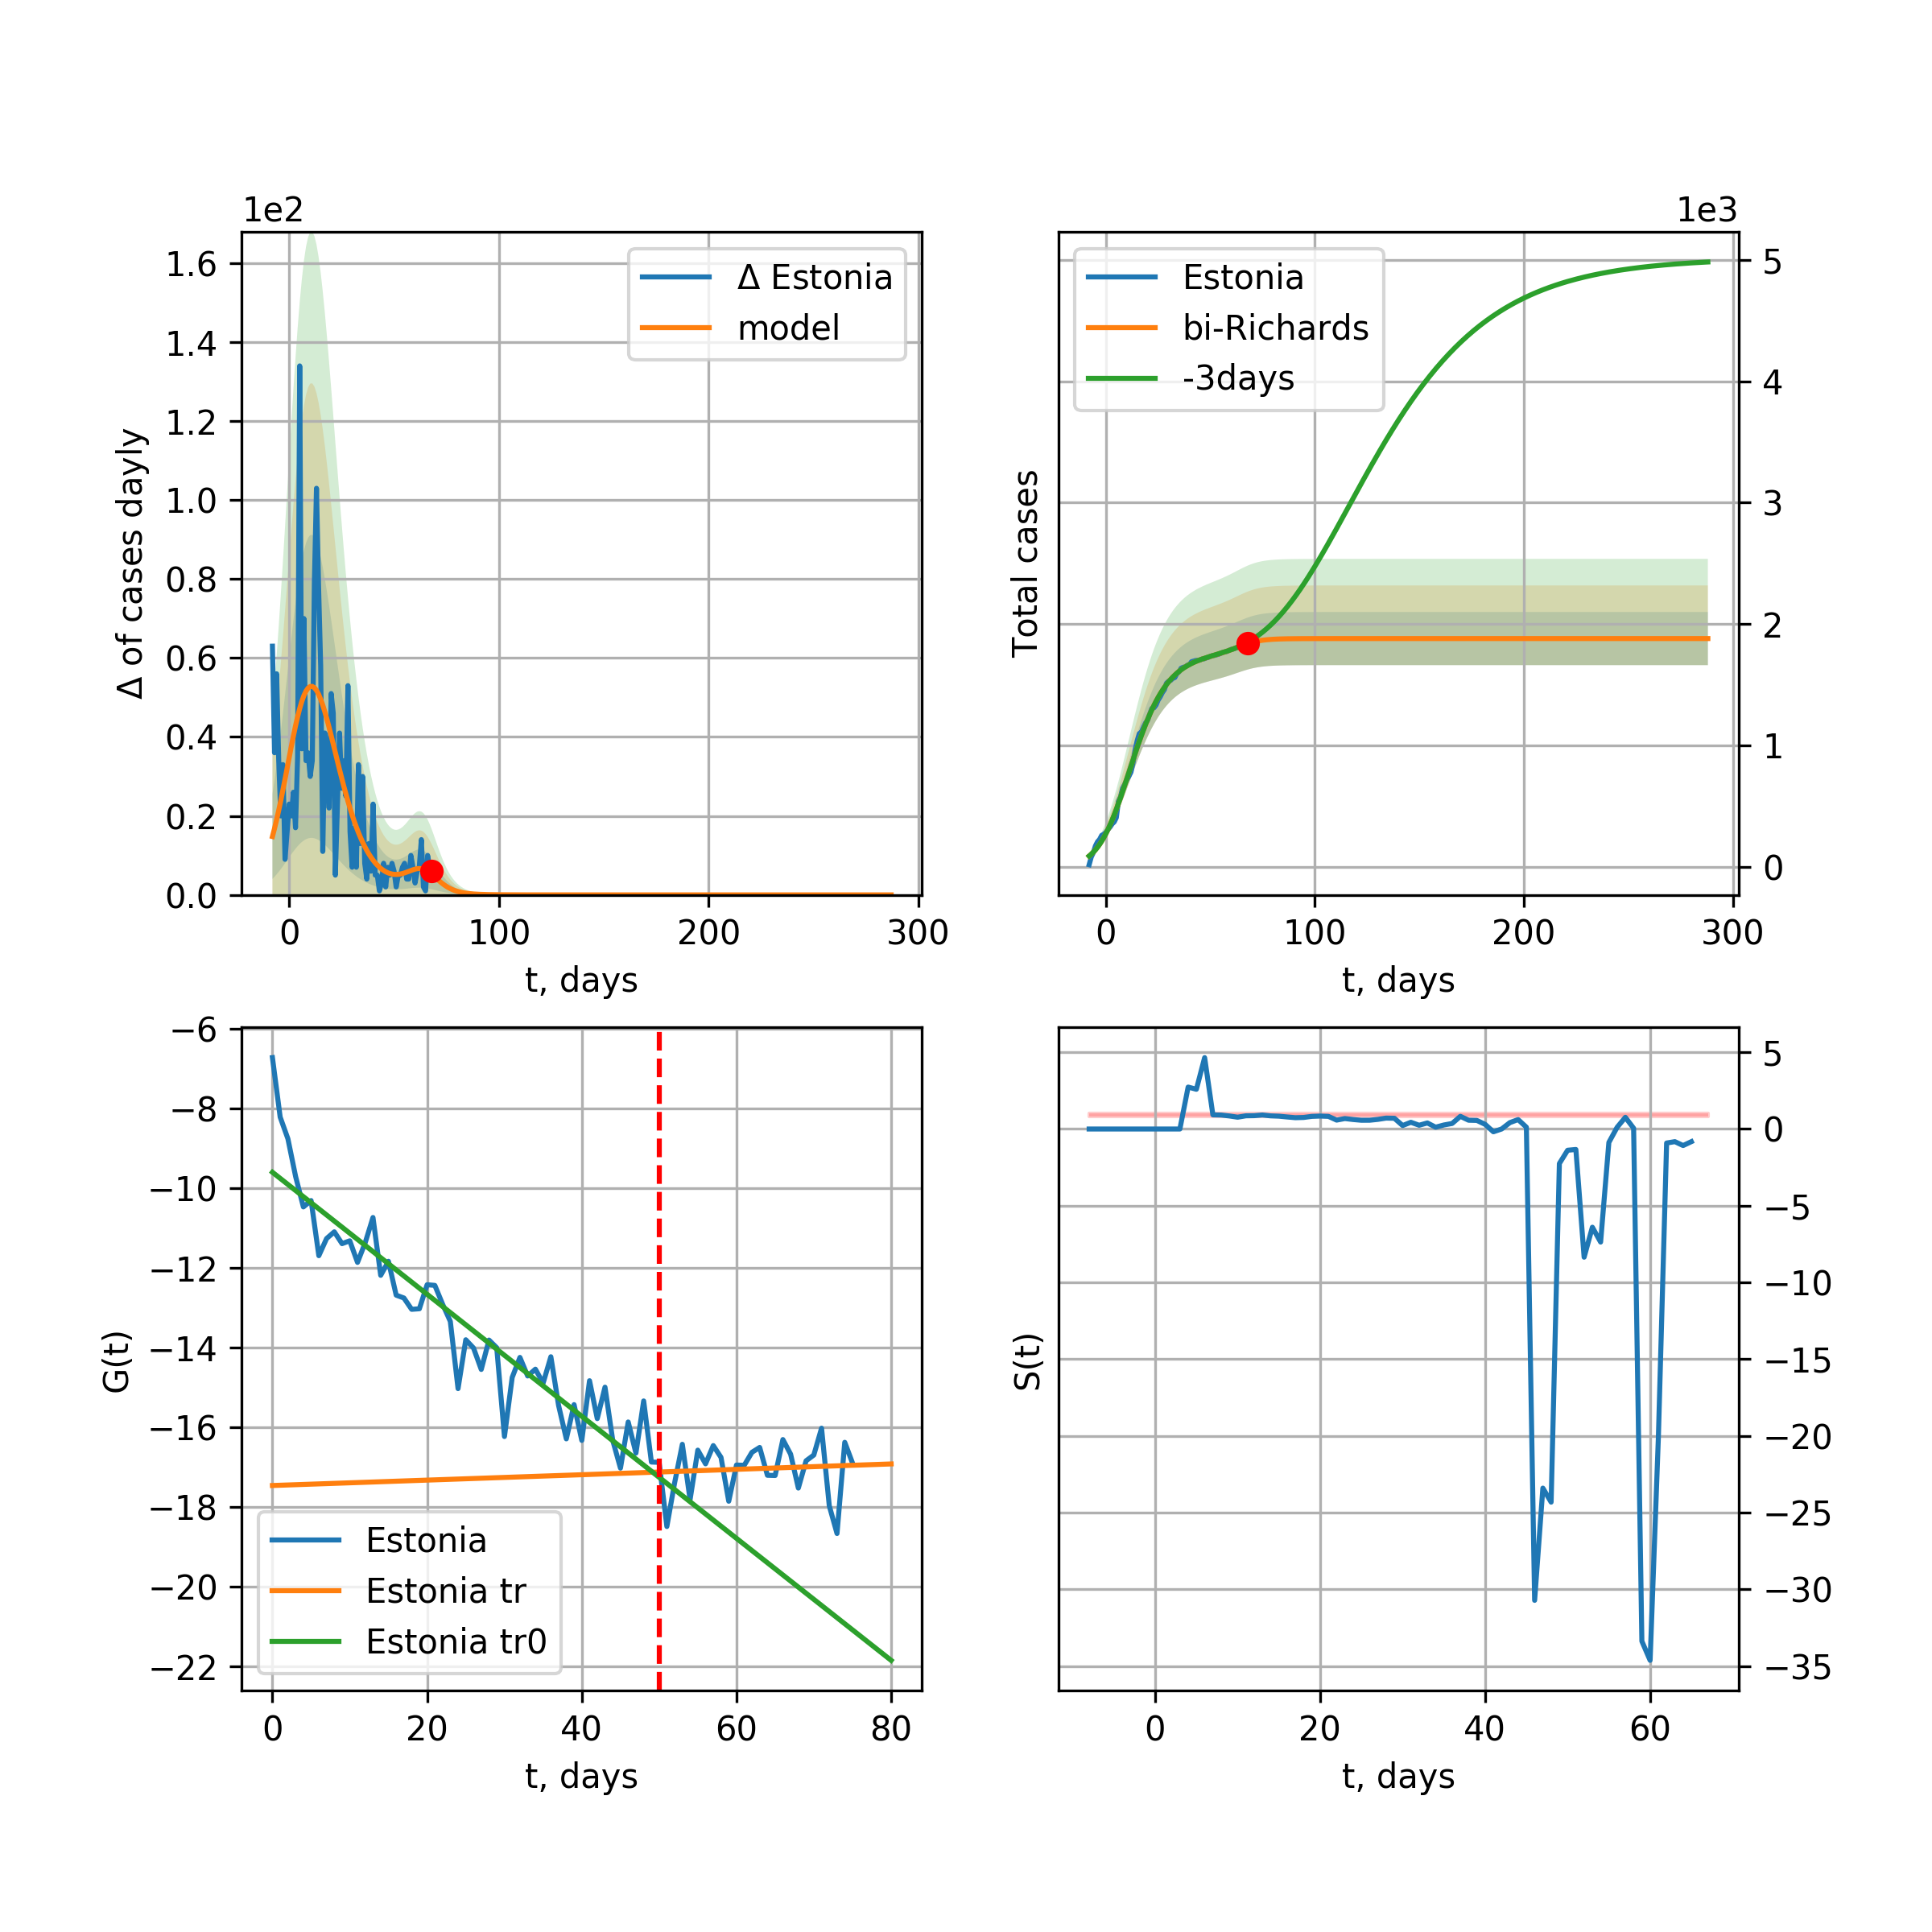 1e2
1.6
1.4
1.2
1.0
0.8
0.6
0.4
0.2
0.0
Δ of cases dayly
Δ Estonia
model
0
100
200
300
t, days
1e3
5
4
3
2
1
0
Total cases
Estonia
bi-Richards
-3days
0
100
200
300
t, days
−6
−8
−10
−12
−14
−16
−18
−20
−22
G(t)
Estonia
Estonia tr
Estonia tr0
0
20
40
60
80
t, days
5
0
−5
−10
−15
−20
−25
−30
−35
S(t)
0
20
40
60
t, days